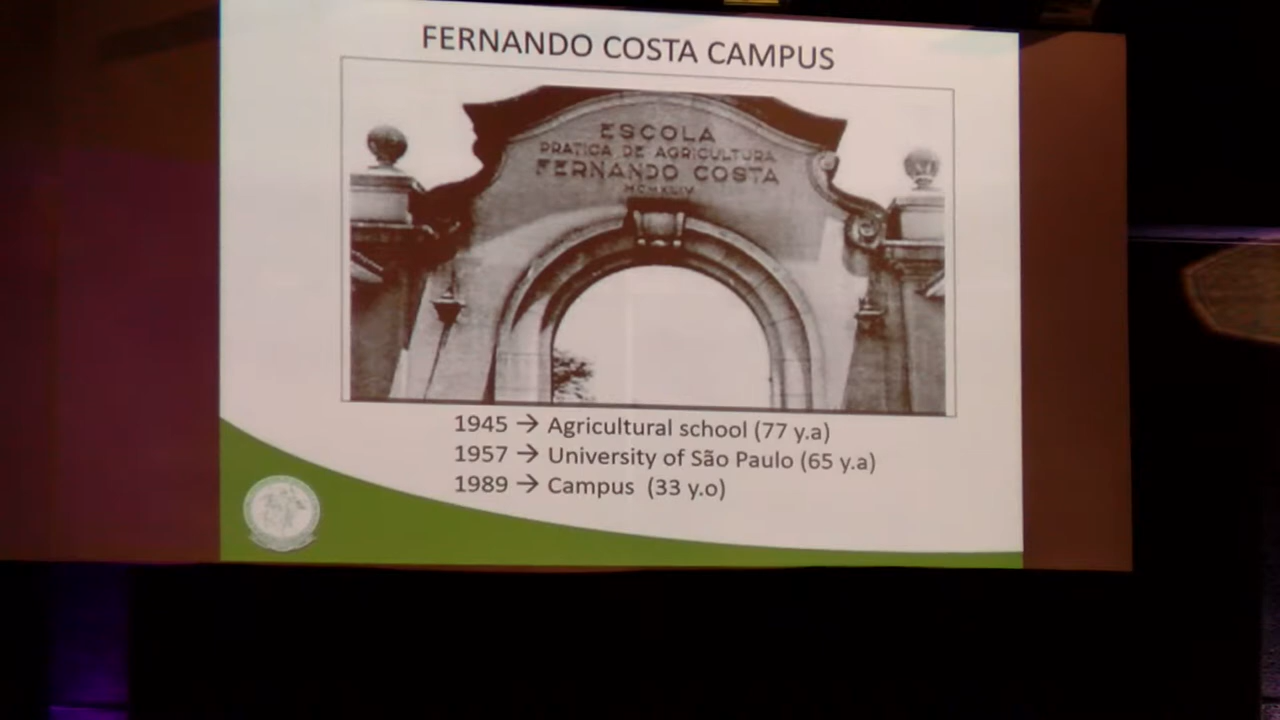 FERNANDO COSTA CAMPUS
ESCOLA
PRATICA DE AGRICULTURA
FERNANDO COSTA
MCMXLIV
1945 → Agricultural school (77 y.a)
1957 → University of São Paulo (65 y.a)
1989 → Campus (33 y.o)